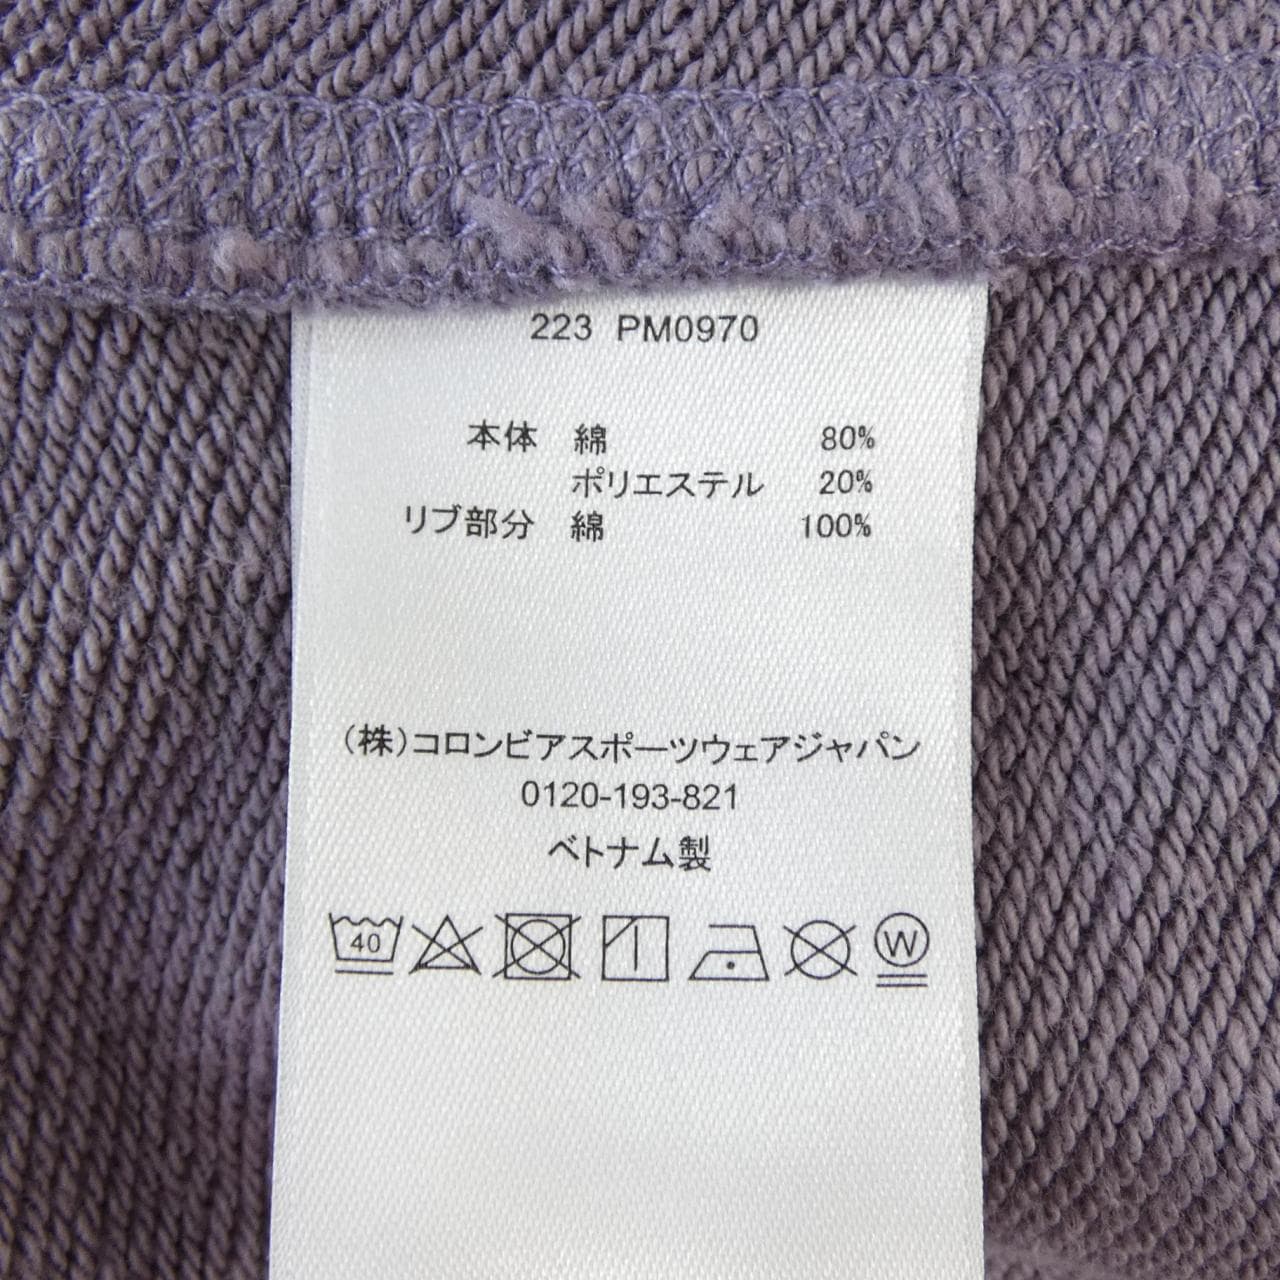 223 PM0970
本体 綿 80%
ポリエステル 20%
リブ部分 綿 100%
（株）コロンビアスポーツウェアジャパン
0120-193-821
ベトナム製
40 W